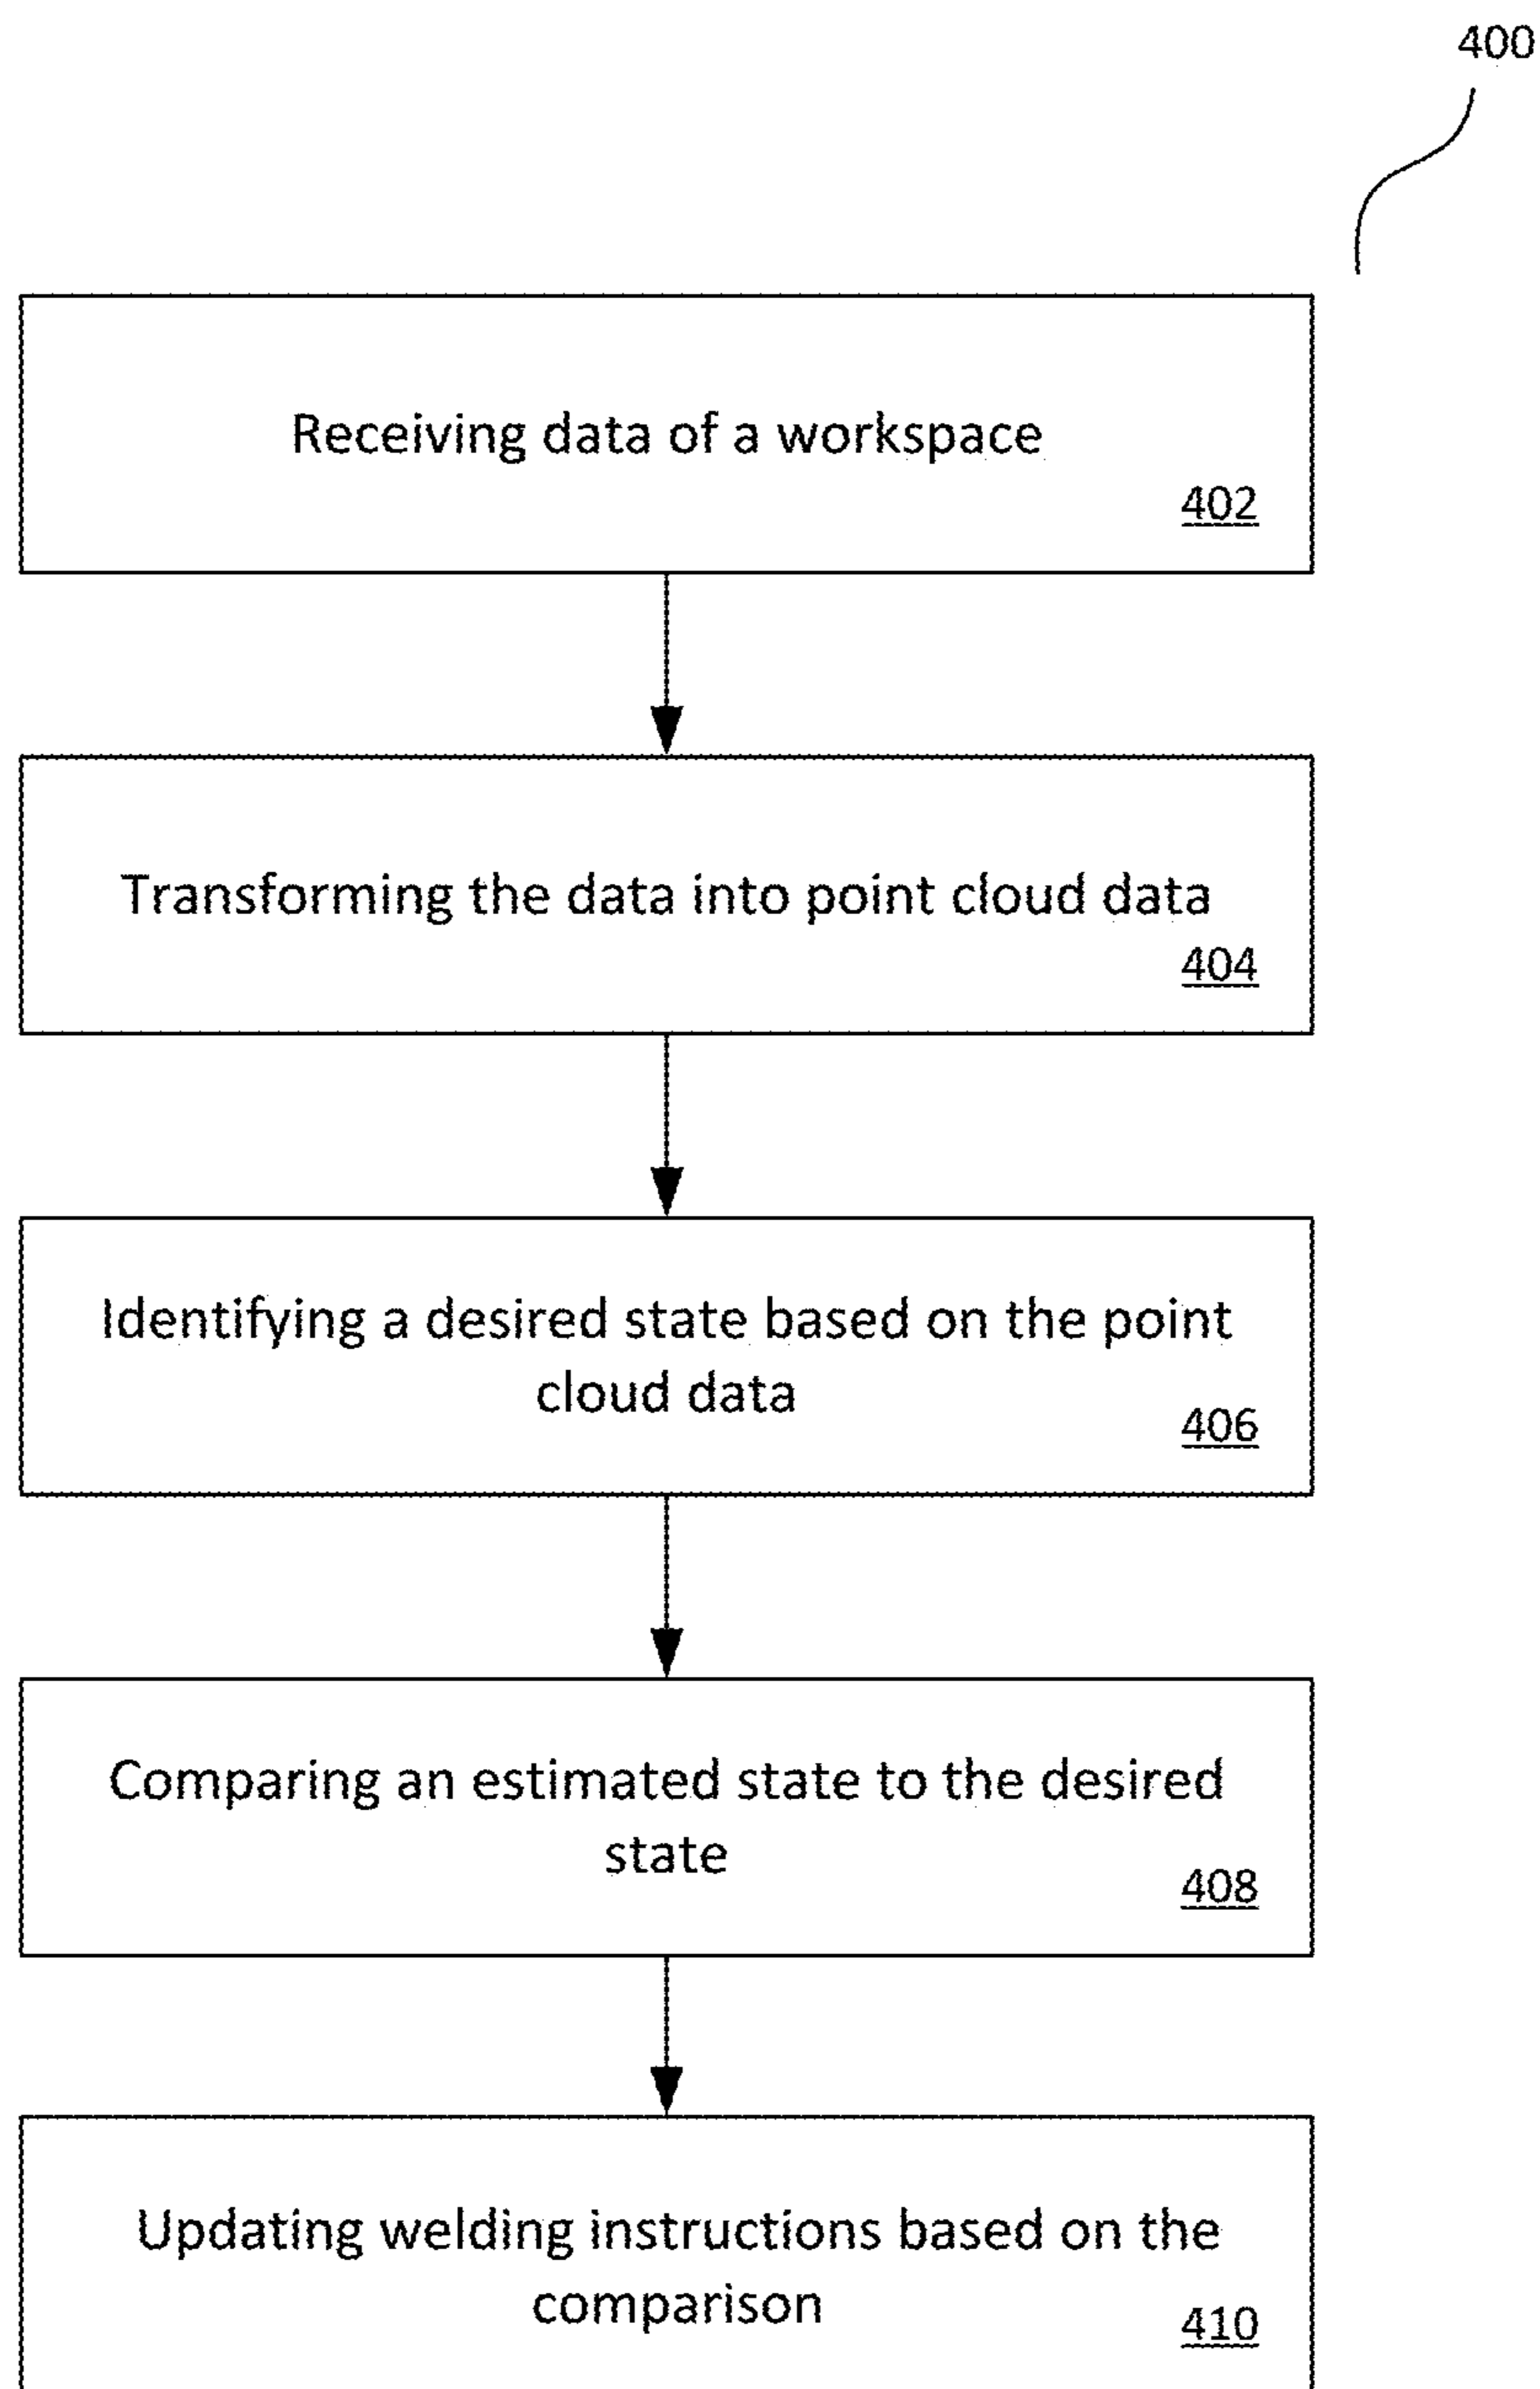 400
Receiving data of a workspace
402
Transforming the data into point cloud data
404
Identifying a desired state based on the point
cloud data
406
Comparing an estimated state to the desired
state
408
Updating welding instructions based on the
comparison
410